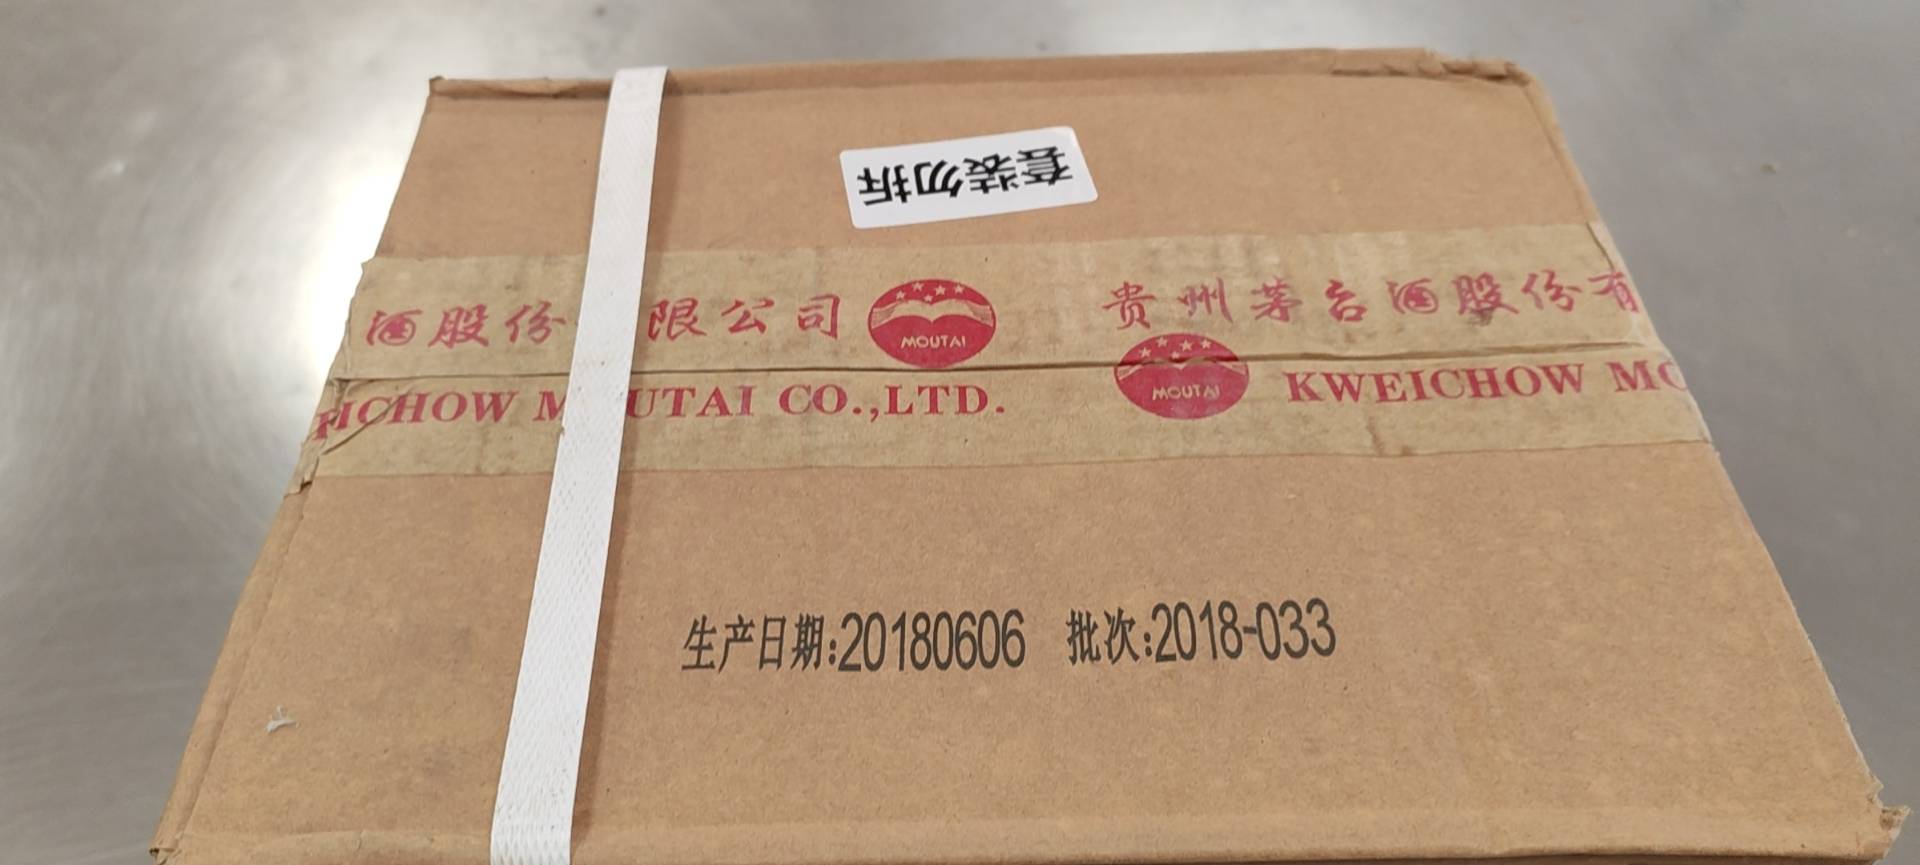 套装勿拆
酒股份 限公司 MOUTAI 贵州茅台酒股份有
CHOW M UTAI CO.,LTD. MOUTAI KWEICHOW MO
生产日期:20180606 批次:2018-033